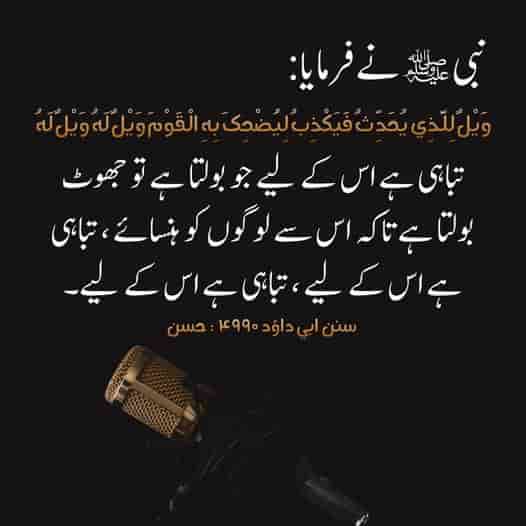 نبی ﷺ نے فرمایا:
وَيْلٌ لِلَّذِي يُحَدِّثُ فَيَكْذِبُ لِيُضْحِكَ بِهِ الْقَوْمَ وَيْلٌ لَهُ وَيْلٌ لَهُ
تباہی ہے اس کے لیے جو بولتا ہے تو جھوٹ
بولتا ہے تاکہ اس سے لوگوں کو ہنسائے، تباہی
ہے اس کے لیے، تباہی ہے اس کے لیے۔
سنن ابی داؤد ۴۹۹۰ : حسن